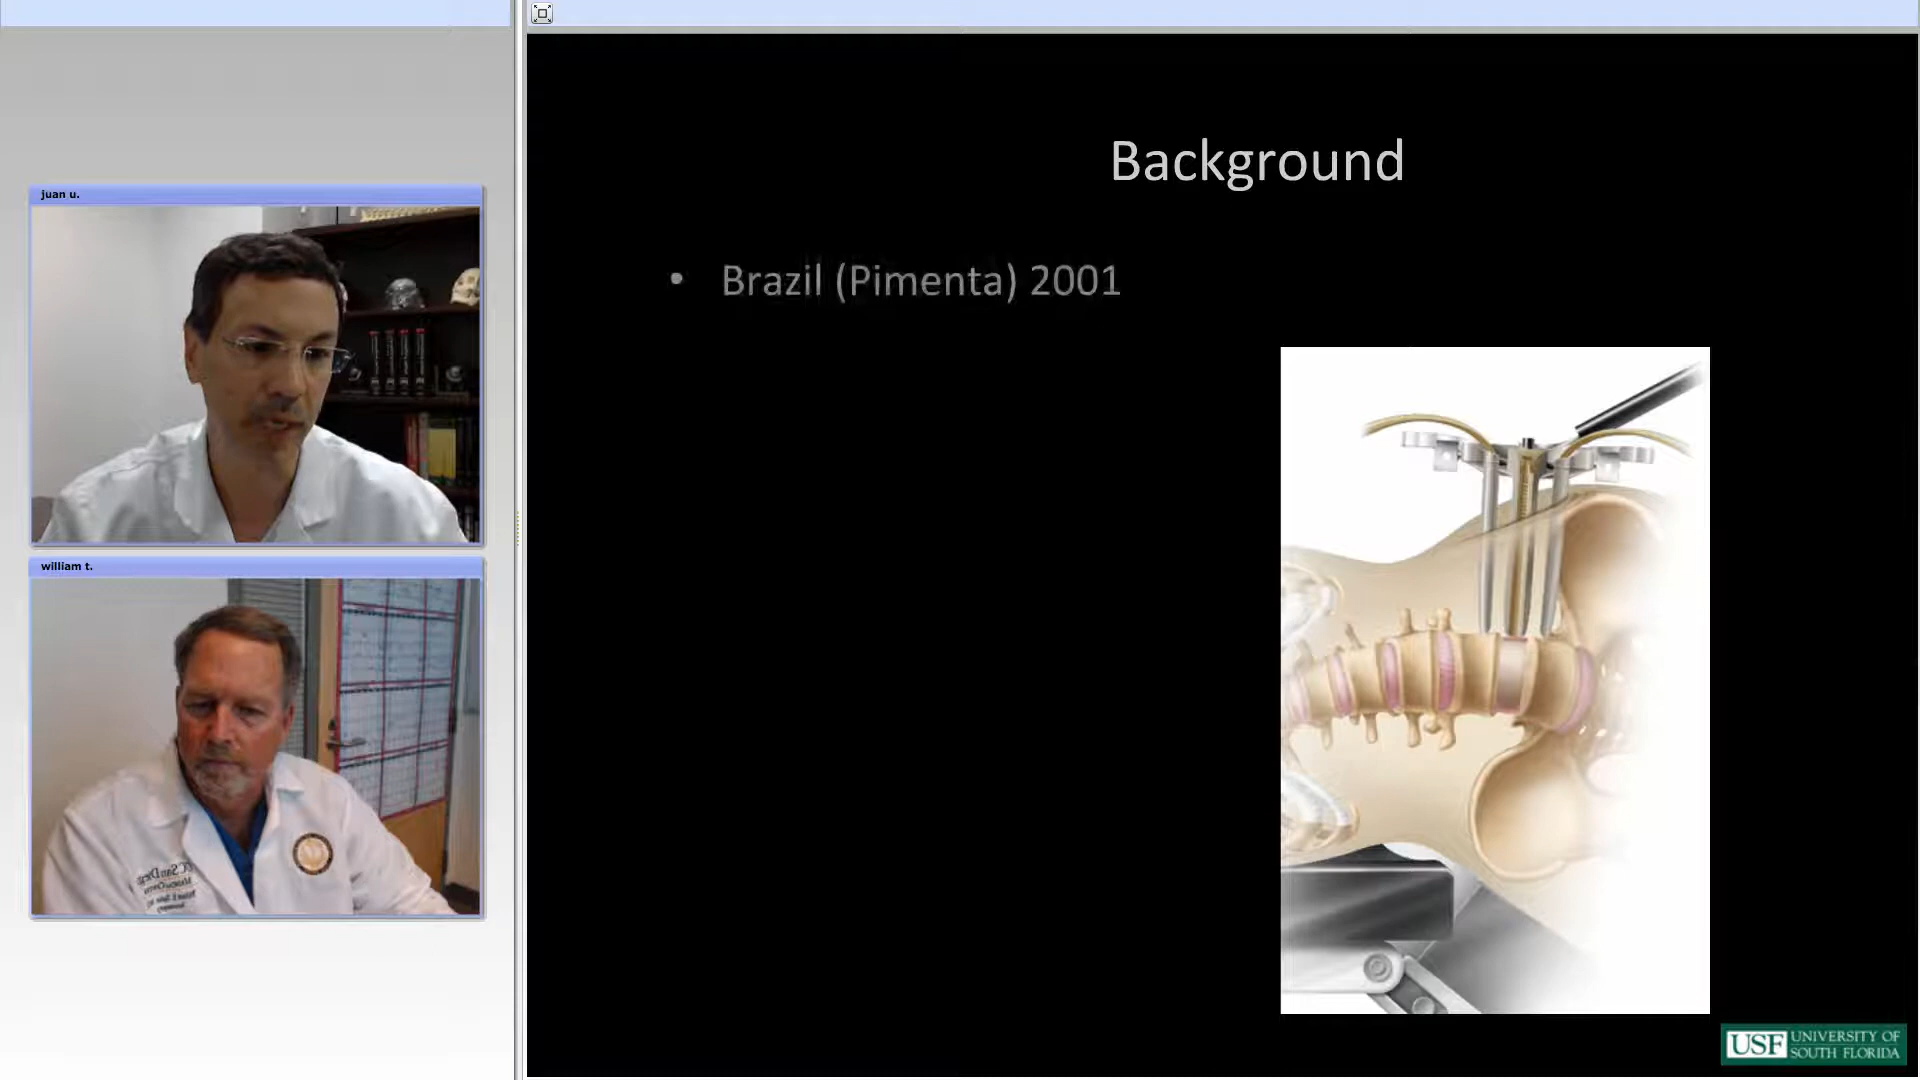 juan u.
william t.
Background
• Brazil (Pimenta) 2001
USF UNIVERSITY OF
SOUTH FLORIDA